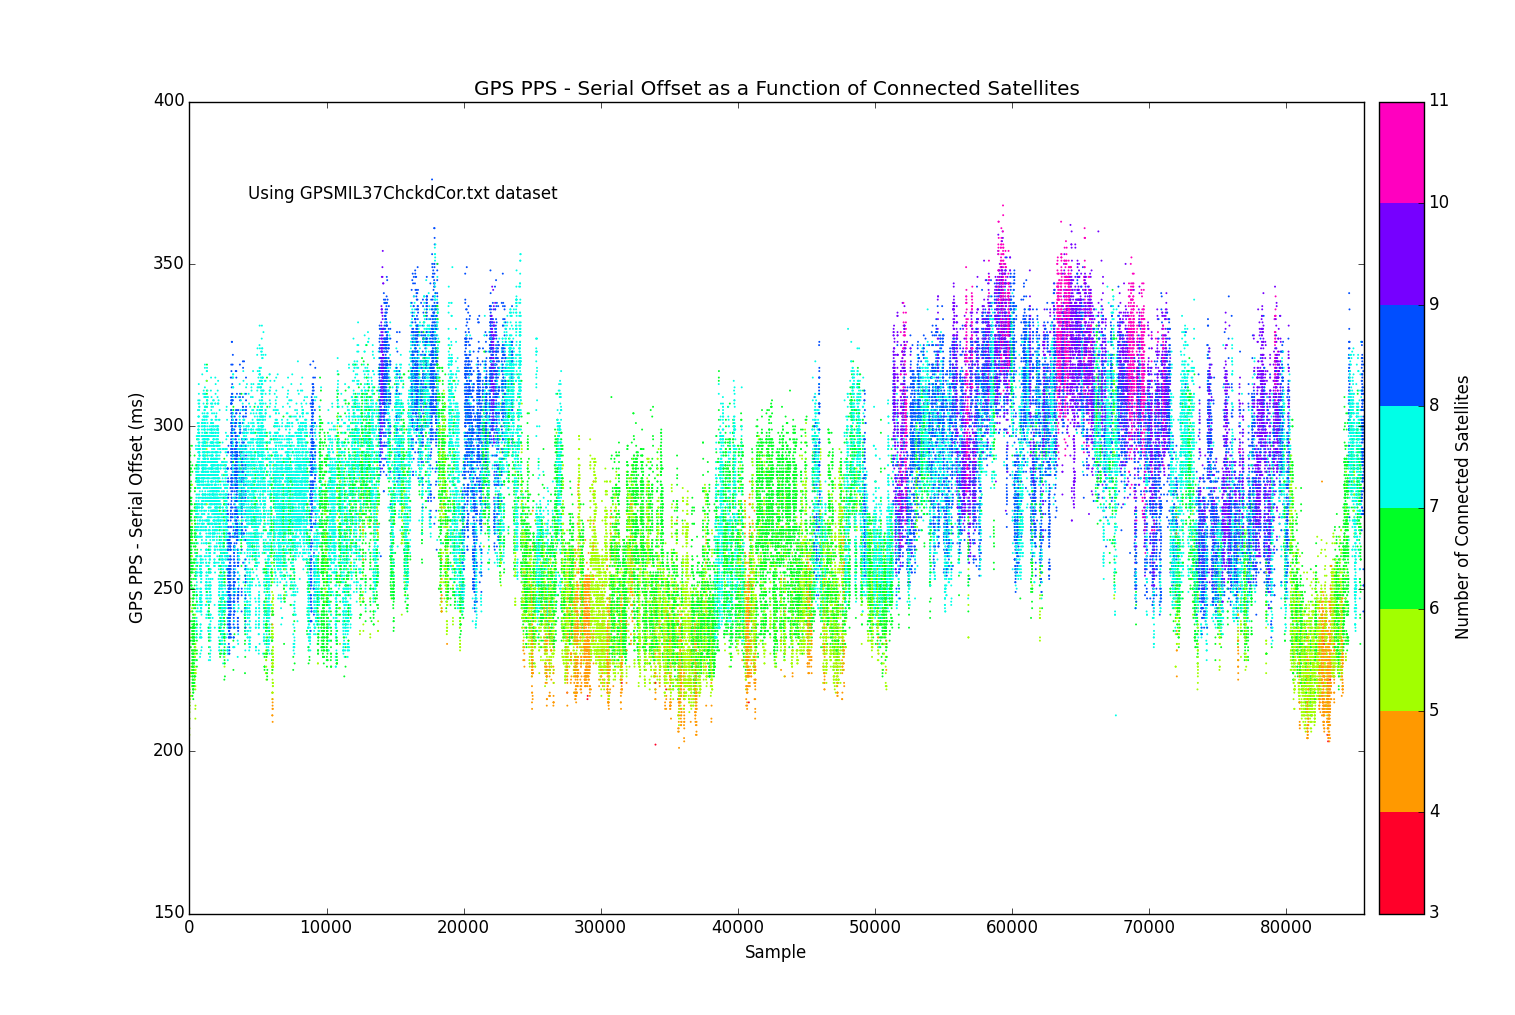 GPS PPS - Serial Offset as a Function of Connected Satellites
Using GPSMIL37ChckdCor.txt dataset
GPS PPS - Serial Offset (ms)
400
350
300
250
200
150
0 10000 20000 30000 40000 50000 60000 70000 80000
Sample
11
10
9
8
7
6
5
4
3
Number of Connected Satellites